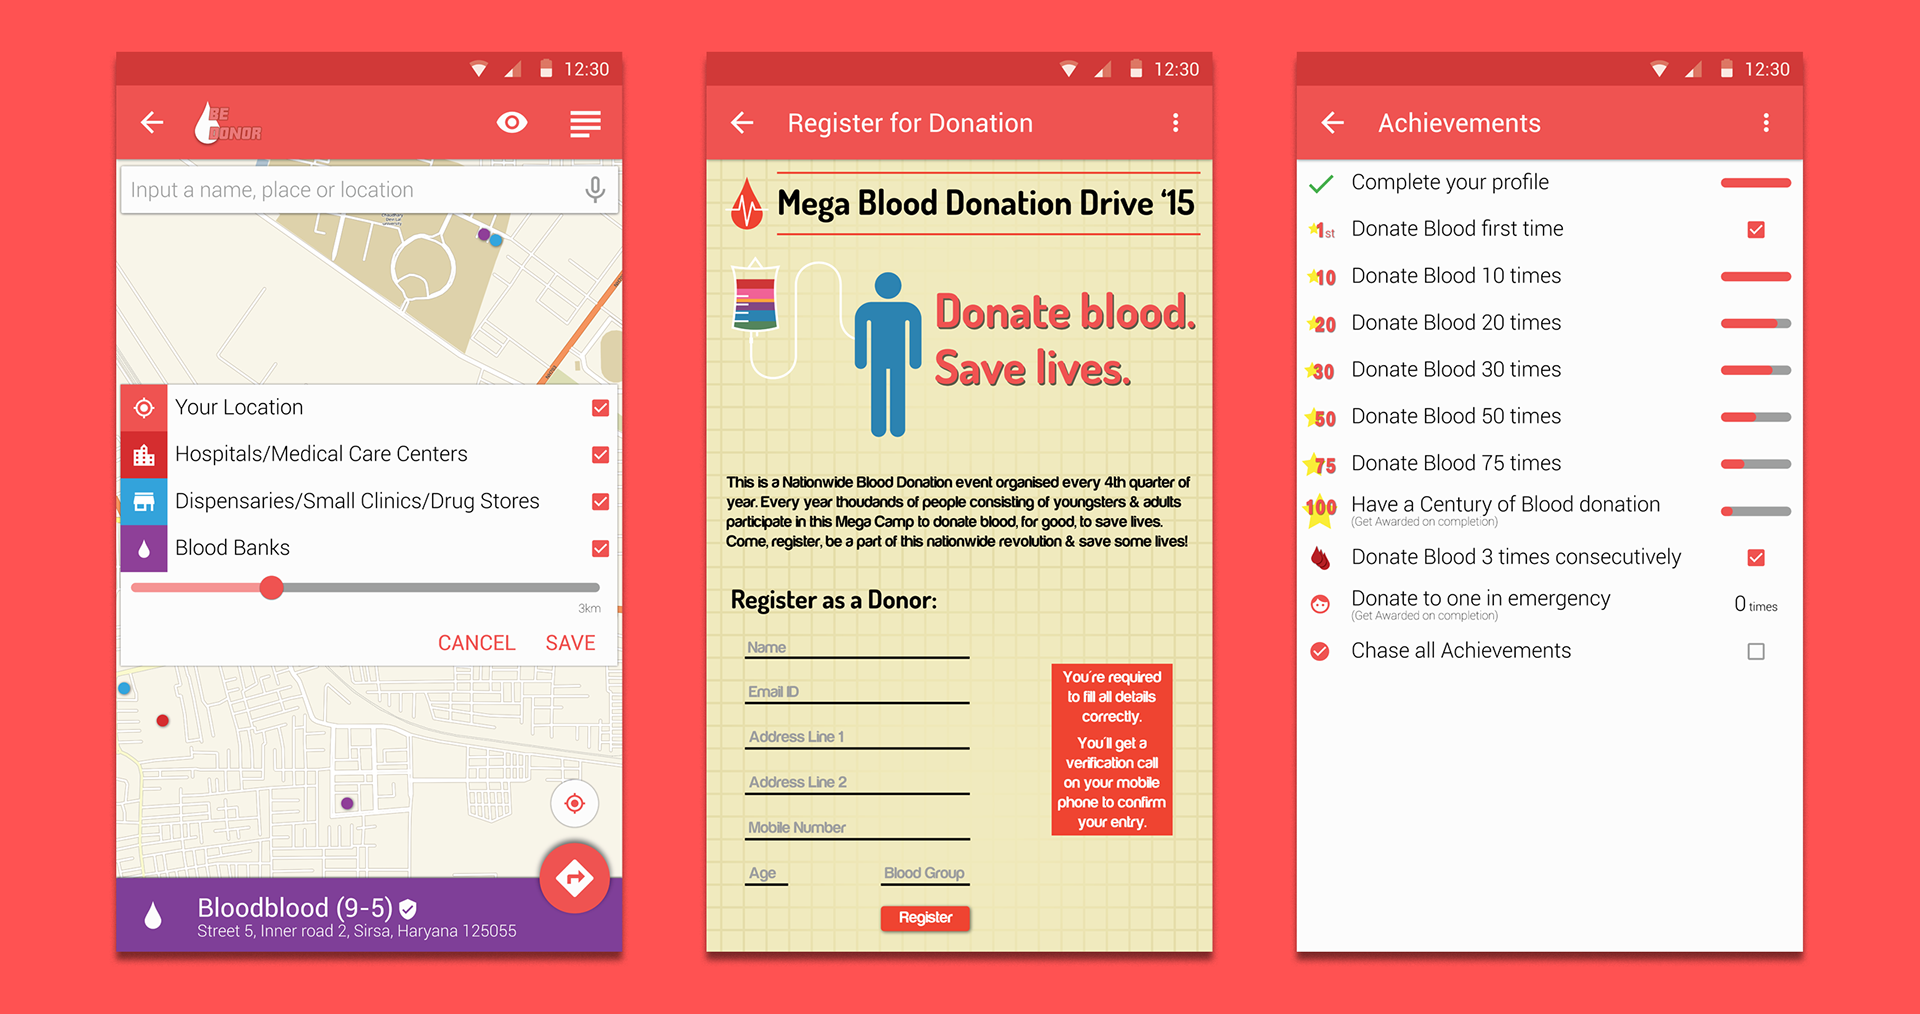 12:30
BE
DONOR
Input a name, place or location
Your Location
Hospitals/Medical Care Centers
Dispensaries/Small Clinics/Drug Stores
Blood Banks
3km
CANCEL SAVE
Bloodblood (9-5)
Street 5, Inner road 2, Sirsa, Haryana 125055
12:30
Register for Donation
Mega Blood Donation Drive ‘15
Donate blood.
Save lives.
This is a Nationwide Blood Donation event organised every 4th quarter of
year. Every year thoudands of people consisting of youngsters & adults
participate in this Mega Camp to donate blood, for good, to save lives.
Come, register, be a part of this nationwide revolution & save some lives!
Register as a Donor:
Name
Email ID
Address Line 1
Address Line 2
Mobile Number
Age Blood Group
Register
You're required
to fill all details
correctly.
You'll get a
verification call
on your mobile
phone to confirm
your entry.
12:30
Achievements
Complete your profile
1st Donate Blood first time
10 Donate Blood 10 times
20 Donate Blood 20 times
30 Donate Blood 30 times
50 Donate Blood 50 times
75 Donate Blood 75 times
100 Have a Century of Blood donation
(Get Awarded on completion)
Donate Blood 3 times consecutively
Donate to one in emergency 0 times
(Get Awarded on completion)
Chase all Achievements